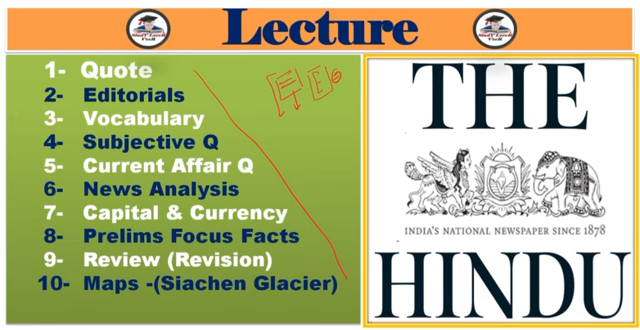 Lecture
1- Quote
2- Editorials
3- Vocabulary
4- Subjective Q
5- Current Affair Q
6- News Analysis
7- Capital & Currency
8- Prelims Focus Facts
9- Review (Revision)
10- Maps -(Siachen Glacier)
THE
INDIA'S NATIONAL NEWSPAPER SINCE 1878
HINDU